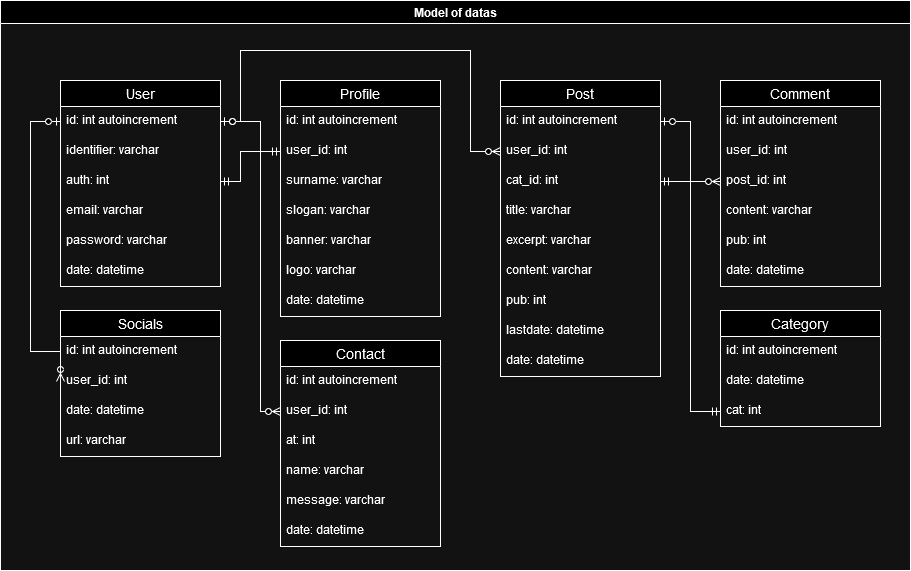 Model of datas
User
id: int autoincrement
identifier: varchar
auth: int
email: varchar
password: varchar
date: datetime
Profile
id: int autoincrement
user_id: int
surname: varchar
slogan: varchar
banner: varchar
logo: varchar
date: datetime
Post
id: int autoincrement
user_id: int
cat_id: int
title: varchar
excerpt: varchar
content: varchar
pub: int
lastdate: datetime
date: datetime
Comment
id: int autoincrement
user_id: int
post_id: int
content: varchar
pub: int
date: datetime
Socials
id: int autoincrement
user_id: int
date: datetime
url: varchar
Contact
id: int autoincrement
user_id: int
at: int
name: varchar
message: varchar
date: datetime
Category
id: int autoincrement
date: datetime
cat: int